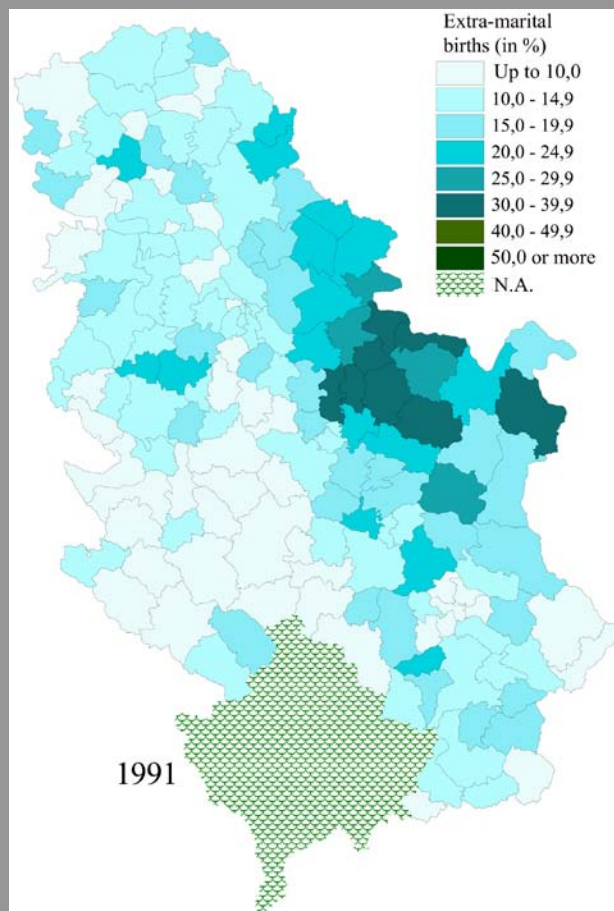 Extra-marital
births (in %)
Up to 10,0
10,0 - 14,9
15,0 - 19,9
20,0 - 24,9
25,0 - 29,9
30,0 - 39,9
40,0 - 49,9
50,0 or more
N.A.
1991